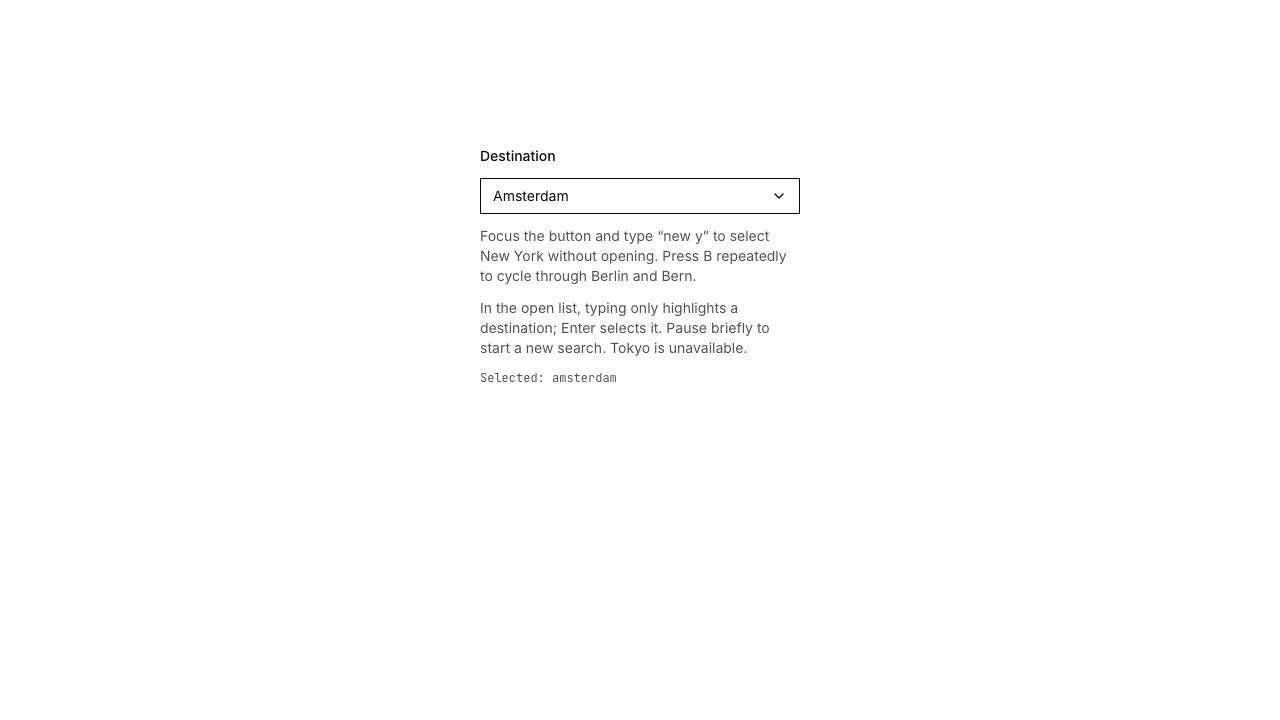 Destination
Amsterdam
Focus the button and type “new y” to select
New York without opening. Press B repeatedly
to cycle through Berlin and Bern.
In the open list, typing only highlights a
destination; Enter selects it. Pause briefly to
start a new search. Tokyo is unavailable.
Selected: amsterdam